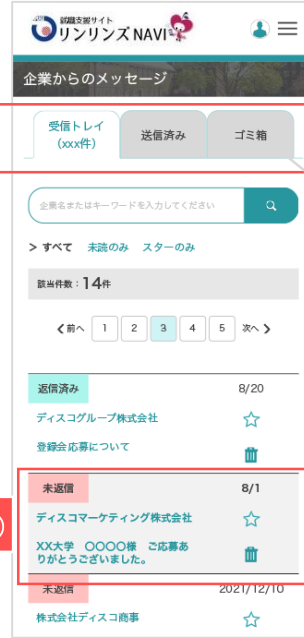 就職支援サイト
リンリンズNAVI
企業からのメッセージ
受信トレイ
(xxx件)
送信済み
ゴミ箱
企業名またはキーワードを入力してください
> すべて 未読のみ スターのみ
該当件数：14件
前へ 1 2 3 4 5 次へ
返信済み 8/20
ディスコグループ株式会社
登録会応募について
未返信 8/1
ディスコマーケティング株式会社
XX大学 〇〇〇〇様 ご応募あ
りがとうございました。
未返信 2021/12/10
株式会社ディスコ商事